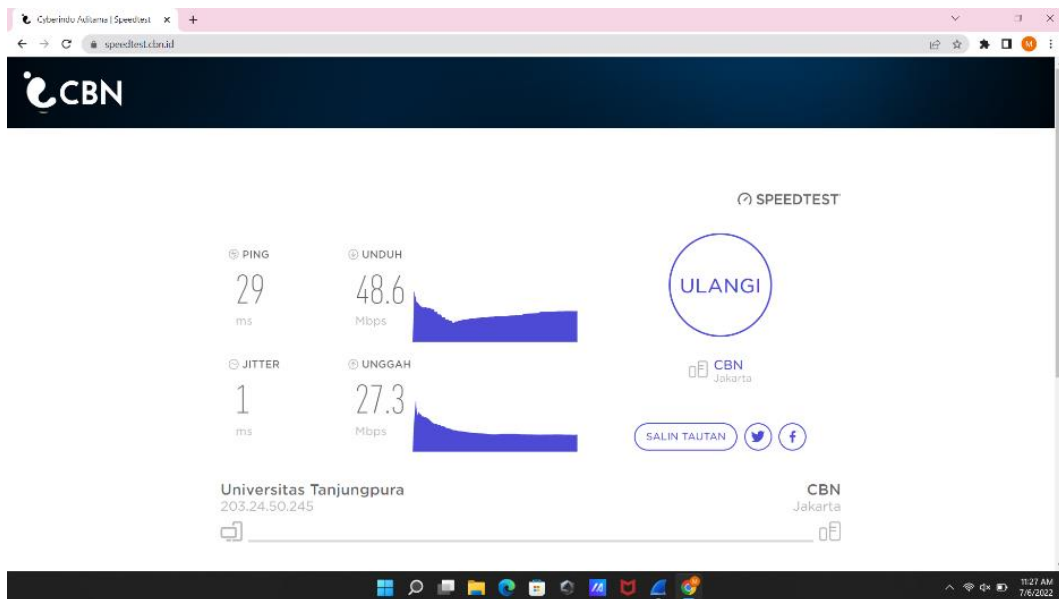 Cyberindo Aditama | Speedtest
speedtest.cbn.id
M
CBN
SPEEDTEST
PING
29
ms
UNDUH
48.6
Mbps
ULANGI
JITTER
1
ms
UNGGAH
27.3
Mbps
CBN
Jakarta
SALIN TAUTAN
Universitas Tanjungpura
203.24.50.245
CBN
Jakarta
11:27 AM
7/6/2022